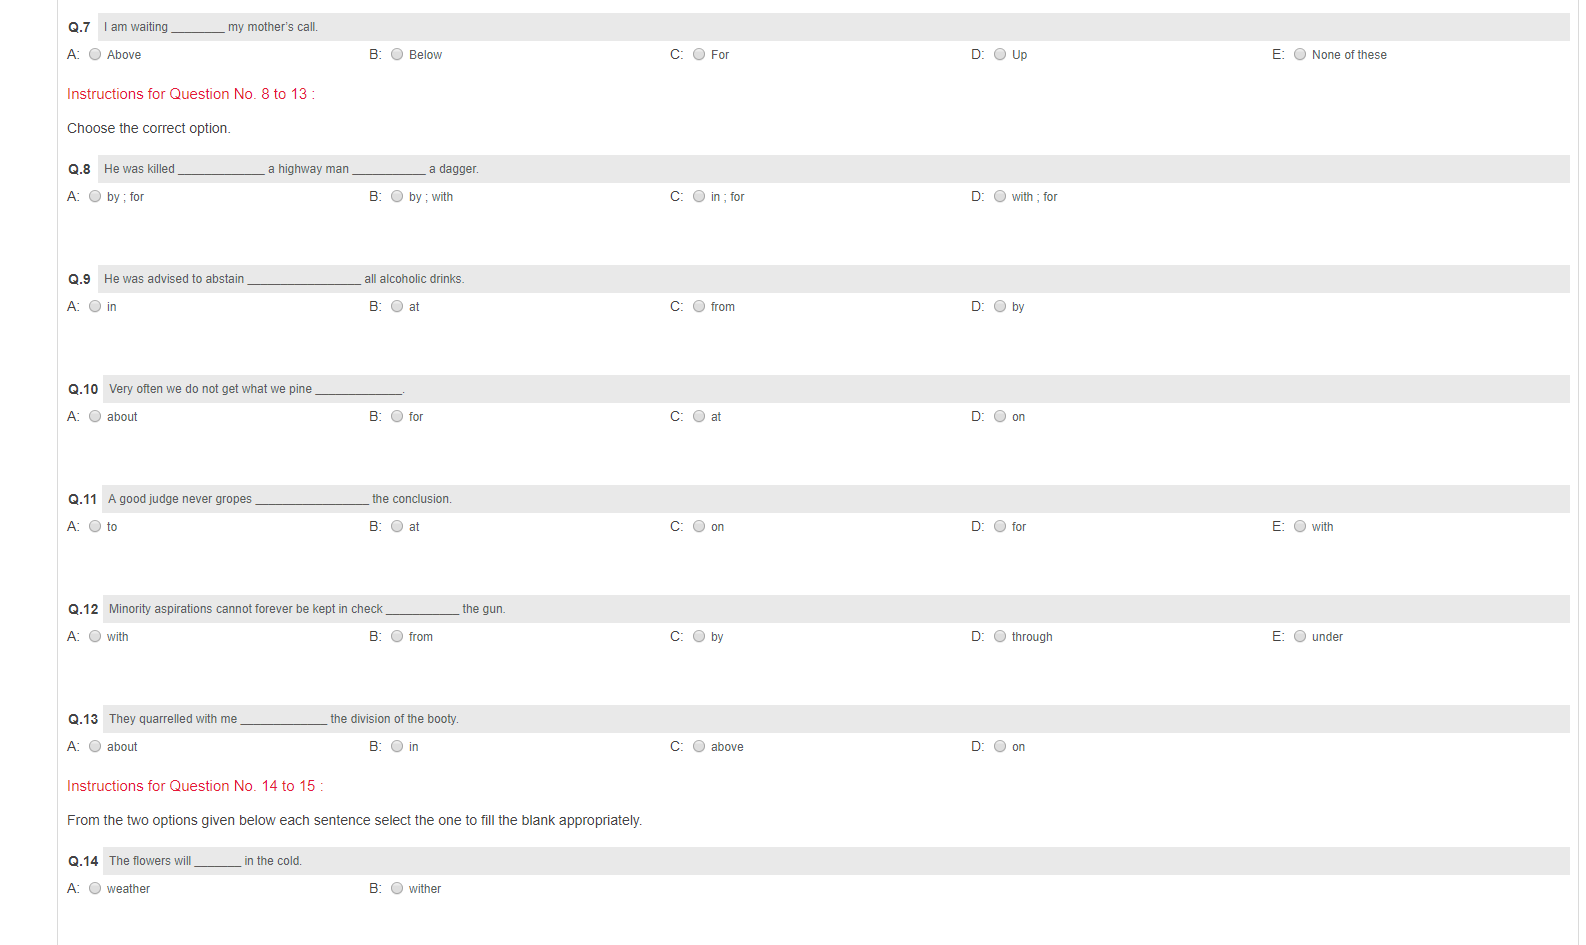 Q.7 I am waiting ________ my mother's call.
A: Above B: Below C: For D: Up E: None of these
Instructions for Question No. 8 to 13 :
Choose the correct option.
Q.8 He was killed _____________ a highway man ___________ a dagger.
A: by ; for B: by ; with C: in ; for D: with ; for
Q.9 He was advised to abstain _________________ all alcoholic drinks.
A: in B: at C: from D: by
Q.10 Very often we do not get what we pine _____________.
A: about B: for C: at D: on
Q.11 A good judge never gropes _________________ the conclusion.
A: to B: at C: on D: for E: with
Q.12 Minority aspirations cannot forever be kept in check ___________ the gun.
A: with B: from C: by D: through E: under
Q.13 They quarrelled with me _____________ the division of the booty.
A: about B: in C: above D: on
Instructions for Question No. 14 to 15 :
From the two options given below each sentence select the one to fill the blank appropriately.
Q.14 The flowers will _______ in the cold.
A: weather B: wither